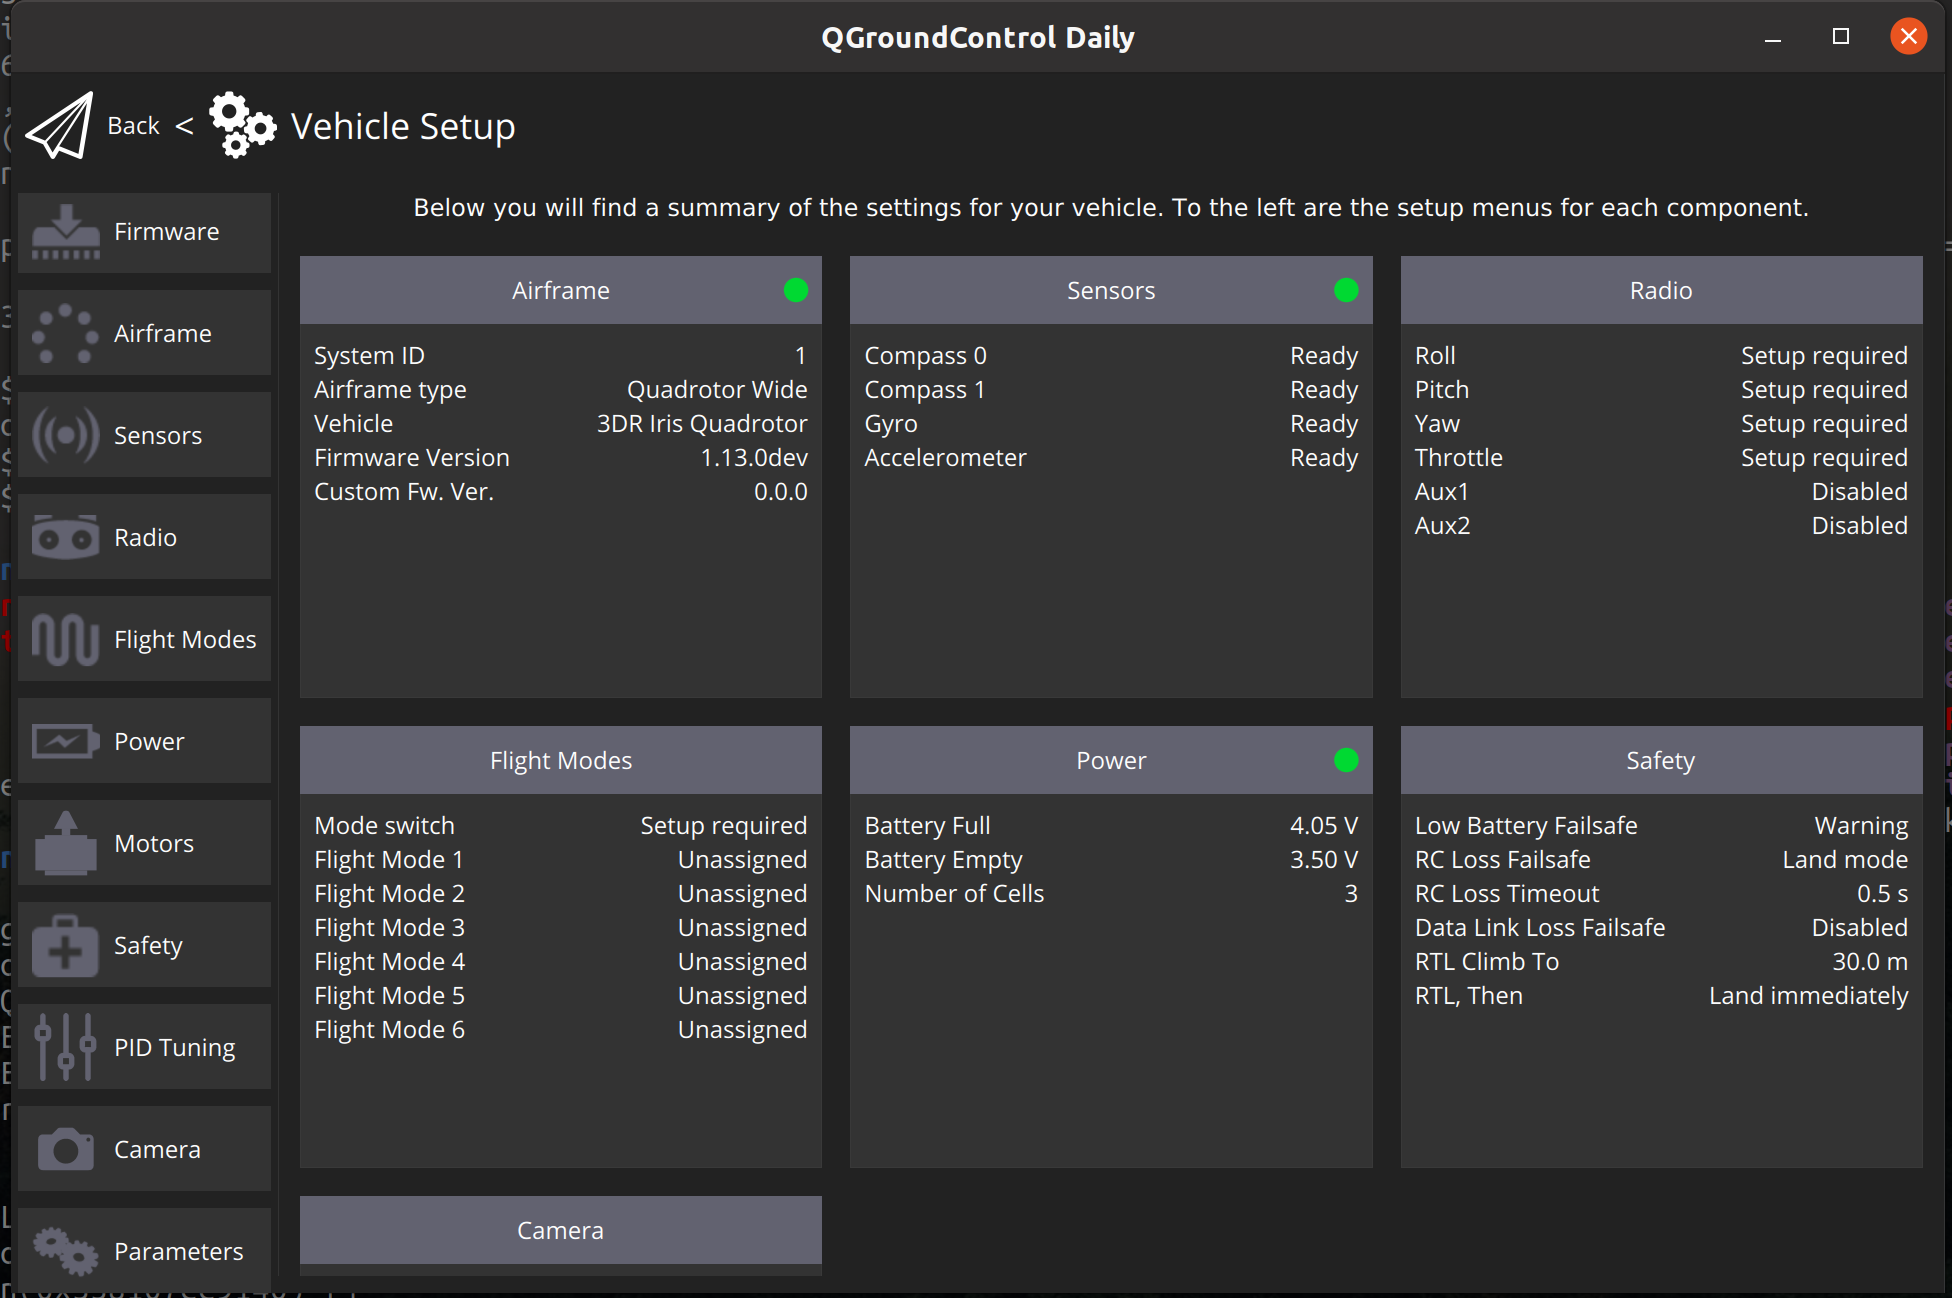 QGroundControl Daily
Back < Vehicle Setup
Firmware
Airframe
Sensors
Radio
Flight Modes
Power
Motors
Safety
PID Tuning
Camera
Parameters
Below you will find a summary of the settings for your vehicle. To the left are the setup menus for each component.
Airframe
System ID 1
Airframe type Quadrotor Wide
Vehicle 3DR Iris Quadrotor
Firmware Version 1.13.0dev
Custom Fw. Ver. 0.0.0
Sensors
Compass 0 Ready
Compass 1 Ready
Gyro Ready
Accelerometer Ready
Radio
Roll Setup required
Pitch Setup required
Yaw Setup required
Throttle Setup required
Aux1 Disabled
Aux2 Disabled
Flight Modes
Mode switch Setup required
Flight Mode 1 Unassigned
Flight Mode 2 Unassigned
Flight Mode 3 Unassigned
Flight Mode 4 Unassigned
Flight Mode 5 Unassigned
Flight Mode 6 Unassigned
Power
Battery Full 4.05 V
Battery Empty 3.50 V
Number of Cells 3
Safety
Low Battery Failsafe Warning
RC Loss Failsafe Land mode
RC Loss Timeout 0.5 s
Data Link Loss Failsafe Disabled
RTL Climb To 30.0 m
RTL, Then Land immediately
Camera